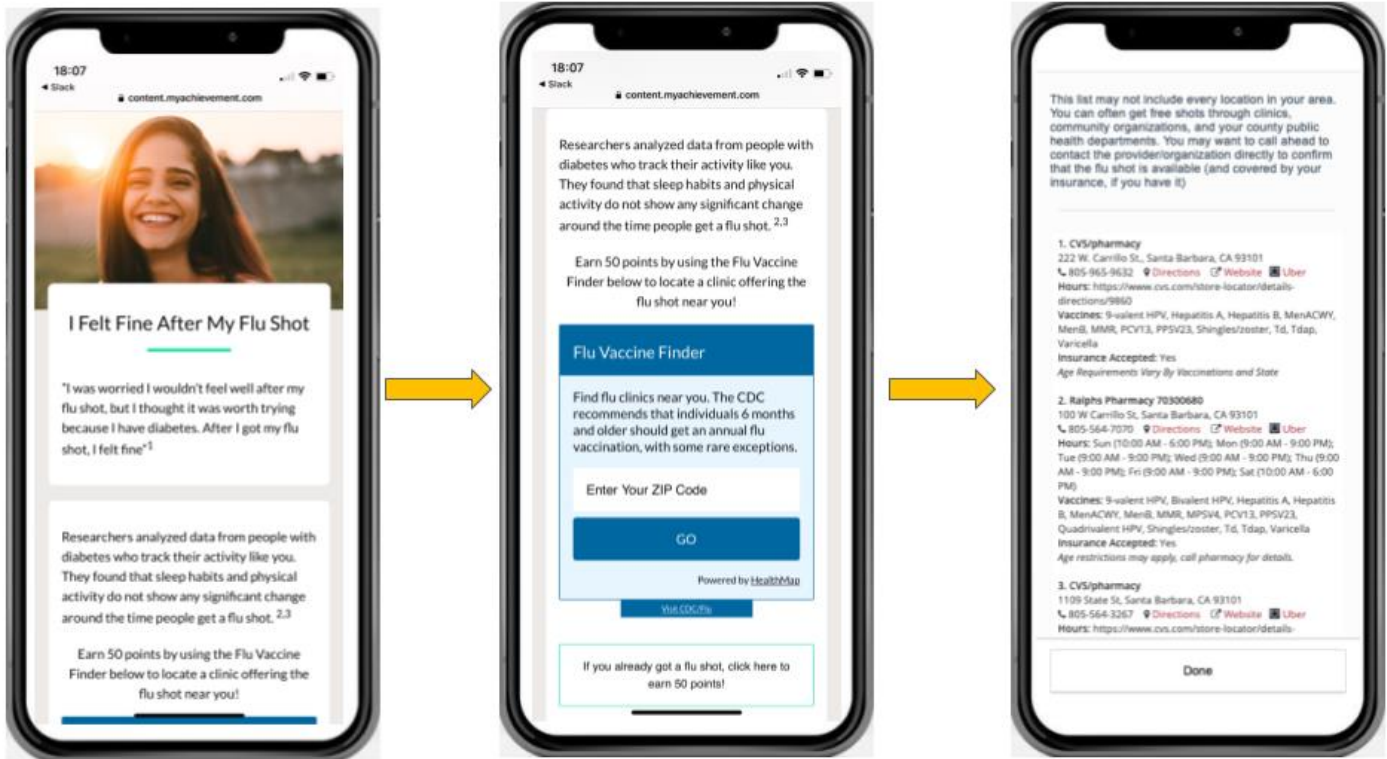 18:07
◀ Slack
content.myachievement.com
I Felt Fine After My Flu Shot
"I was worried I wouldn't feel well after my
flu shot, but I thought it was worth trying
because I have diabetes. After I got my flu
shot, I felt fine"1
Researchers analyzed data from people with
diabetes who track their activity like you.
They found that sleep habits and physical
activity do not show any significant change
around the time people get a flu shot. 2,3
Earn 50 points by using the Flu Vaccine
Finder below to locate a clinic offering the
flu shot near you!
18:07
◀ Slack
content.myachievement.com
Researchers analyzed data from people with
diabetes who track their activity like you.
They found that sleep habits and physical
activity do not show any significant change
around the time people get a flu shot. 2,3
Earn 50 points by using the Flu Vaccine
Finder below to locate a clinic offering the
flu shot near you!
Flu Vaccine Finder
Find flu clinics near you. The CDC
recommends that individuals 6 months
and older should get an annual flu
vaccination, with some rare exceptions.
Enter Your ZIP Code
GO
Powered by HealthMap
Visit CDC/Flu
If you already got a flu shot, click here to
earn 50 points!
This list may not include every location in your area.
You can often get free shots through clinics,
community organizations, and your county public
health departments. You may want to call ahead to
contact the provider/organization directly to confirm
that the flu shot is available (and covered by your
insurance, if you have it)
1. CVS/pharmacy
222 W. Carrillo St., Santa Barbara, CA 93101
805-965-9632 Directions Website Uber
Hours: https://www.cvs.com/store-locator/details-
directions/9860
Vaccines: 9-valent HPV, Hepatitis A, Hepatitis B, MenACWY,
MenB, MMR, PCV13, PPSV23, Shingles/zoster, Td, Tdap,
Varicella
Insurance Accepted: Yes
Age Requirements Vary By Vaccinations and State
2. Ralphs Pharmacy 70300680
100 W Carrillo St, Santa Barbara, CA 93101
805-564-7070 Directions Website Uber
Hours: Sun (10:00 AM - 6:00 PM); Mon (9:00 AM - 9:00 PM);
Tue (9:00 AM - 9:00 PM); Wed (9:00 AM - 9:00 PM); Thu (9:00
AM - 9:00 PM); Fri (9:00 AM - 9:00 PM); Sat (10:00 AM - 6:00
PM)
Vaccines: 9-valent HPV, Bivalent HPV, Hepatitis A, Hepatitis
B, MenACWY, MenB, MMR, MPSV4, PCV13, PPSV23,
Quadrivalent HPV, Shingles/zoster, Td, Tdap, Varicella
Insurance Accepted: Yes
Age restrictions may apply, call pharmacy for details.
3. CVS/pharmacy
1109 State St, Santa Barbara, CA 93101
805-564-3267 Directions Website Uber
Hours: https://www.cvs.com/store-locator/details-
Done